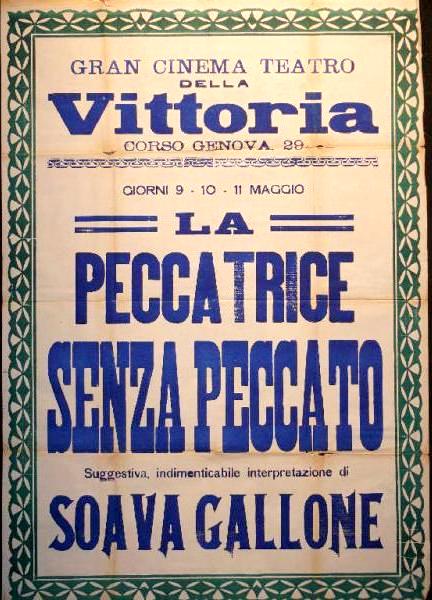 GRAN CINEMA TEATRO
DELLA
Vittoria
CORSO GENOVA. 29
GIORNI 9 - 10 - 11 MAGGIO
LA
PECCATRICE
SENZA PECCATO
Suggestiva, indimenticabile interpretazione di
SOAVA GALLONE